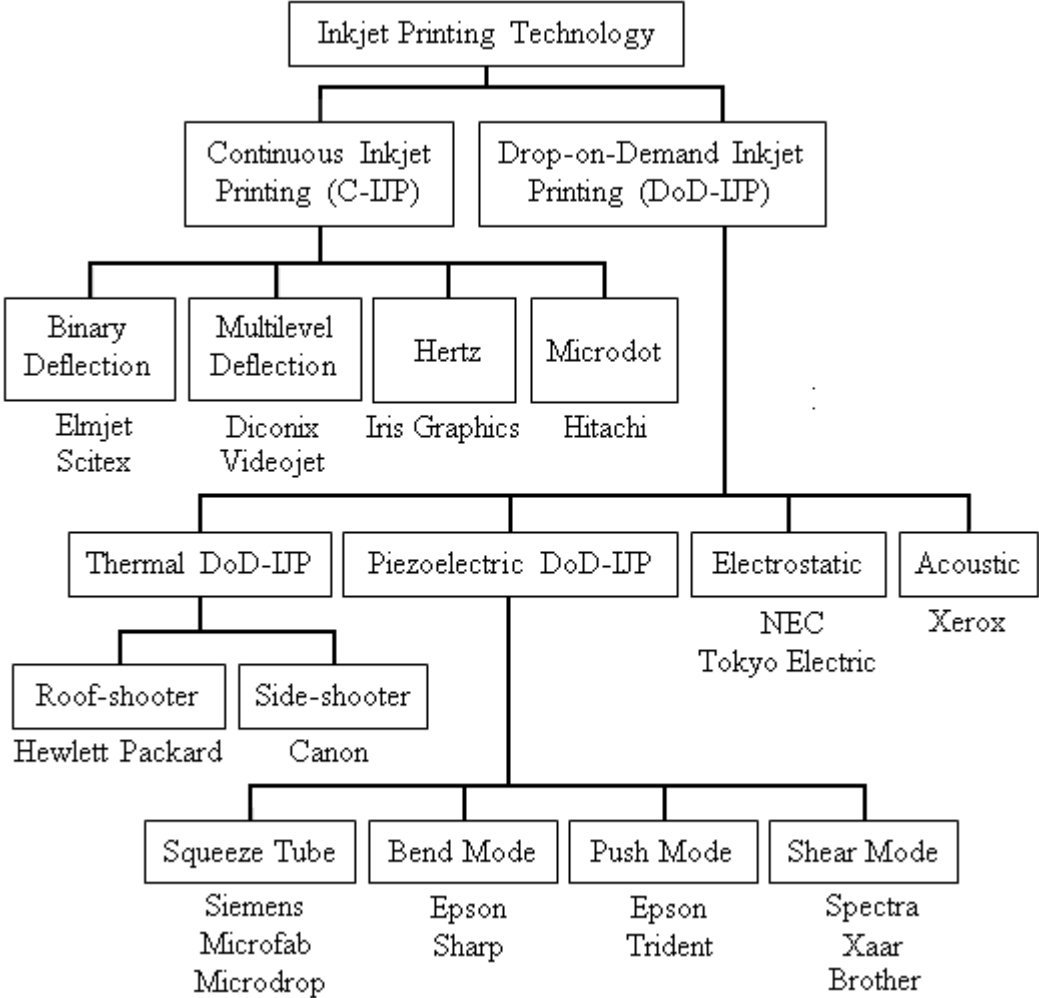 Inkjet Printing Technology
Continuous Inkjet
Printing (C-IJP)
Drop-on-Demand Inkjet
Printing (DoD-IJP)
Binary
Deflection
Multilevel
Deflection
Hertz
Microdot
Elmjet
Scitex
Diconix
Videojet
Iris Graphics
Hitachi
:
Thermal DoD-IJP
Piezoelectric DoD-IJP
Electrostatic
Acoustic
NEC
Tokyo Electric
Xerox
Roof-shooter
Side-shooter
Hewlett Packard
Canon
Squeeze Tube
Bend Mode
Push Mode
Shear Mode
Siemens
Microfab
Microdrop
Epson
Sharp
Epson
Trident
Spectra
Xaar
Brother